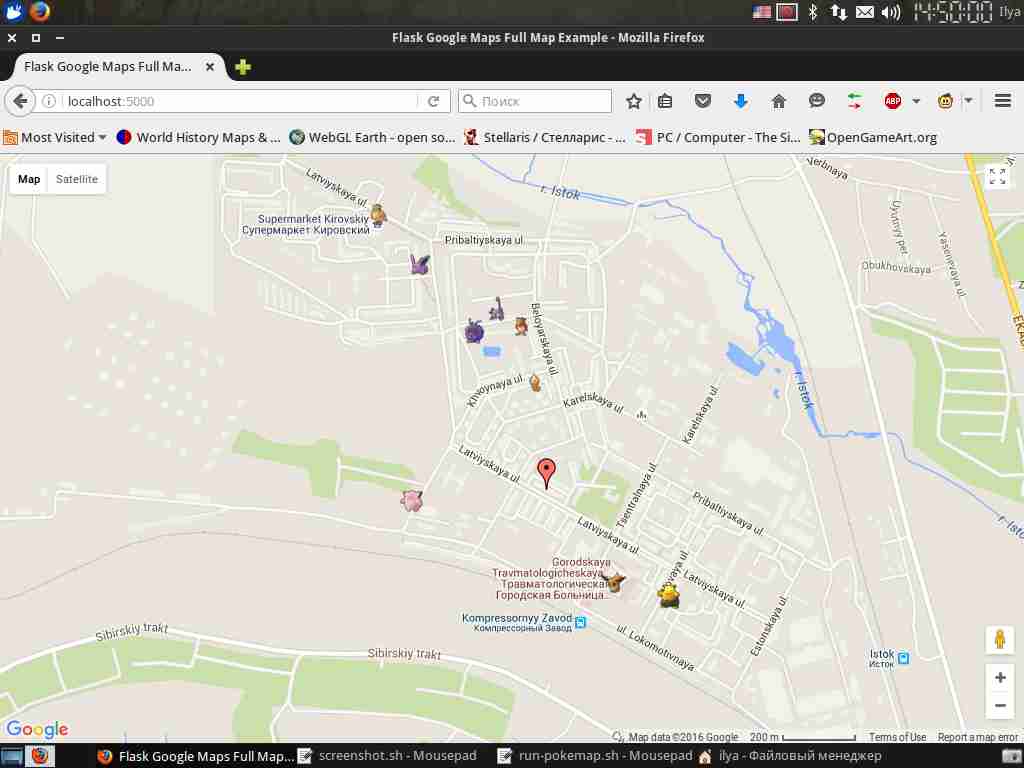 14:50:00 Ilya
Flask Google Maps Full Map Example - Mozilla Firefox
Flask Google Maps Full Ma...
localhost:5000
Поиск
ABP
Most Visited
World History Maps & ...
WebGL Earth - open so...
Stellaris / Стелларис - ...
PC / Computer - The Si...
OpenGameArt.org
Map
Satellite
Latviyskaya ul.
r. Istok
Verbnaya
Supermarket Kirovskiy
Супермаркет Кировский
Pribaltiyskaya ul
Uyutnyy per.
Yasenevaya ul.
Obukhovskaya
Beloyarskaya ul.
Khvoynaya ul.
Karelskaya ul.
Karelskaya ul.
r. Istok
Latviyskaya ul.
Tsentralnaya ul.
Pribaltiyskaya ul.
r. Istok
Latviyskaya ul.
Gorodskaya
Travmatologicheskaya
Травматологическая
Городская Больница...
Latviyskaya ul.
Kompressornyy Zavod
Компрессорный Завод
ul. Lokomotivnaya
Estonskaya ul.
Istok
Исток
Sibirskiy trakt
Sibirskiy trakt
Google
Map data ©2016 Google
200 m
Terms of Use
Report a map error
Flask Google Maps Full Map...
screenshot.sh - Mousepad
run-pokemap.sh - Mousepad
ilya - Файловый менеджер